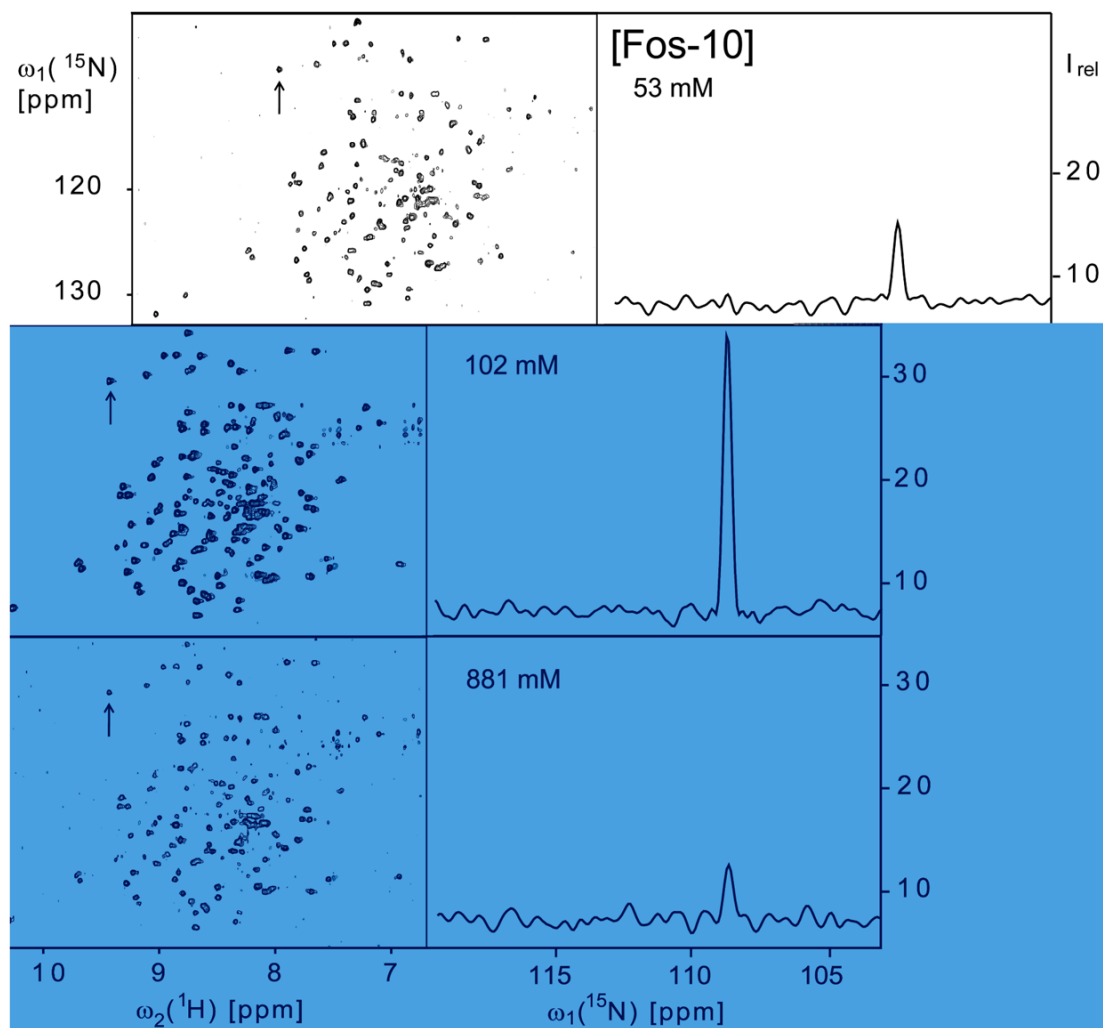 ω1( 15N)
[ppm]
120
130
[Fos-10]
53 mM
I rel
20
10
102 mM
30
20
10
881 mM
30
20
10
10 9 8 7
115 110 105
ω2(1H) [ppm]
ω1(15N) [ppm]